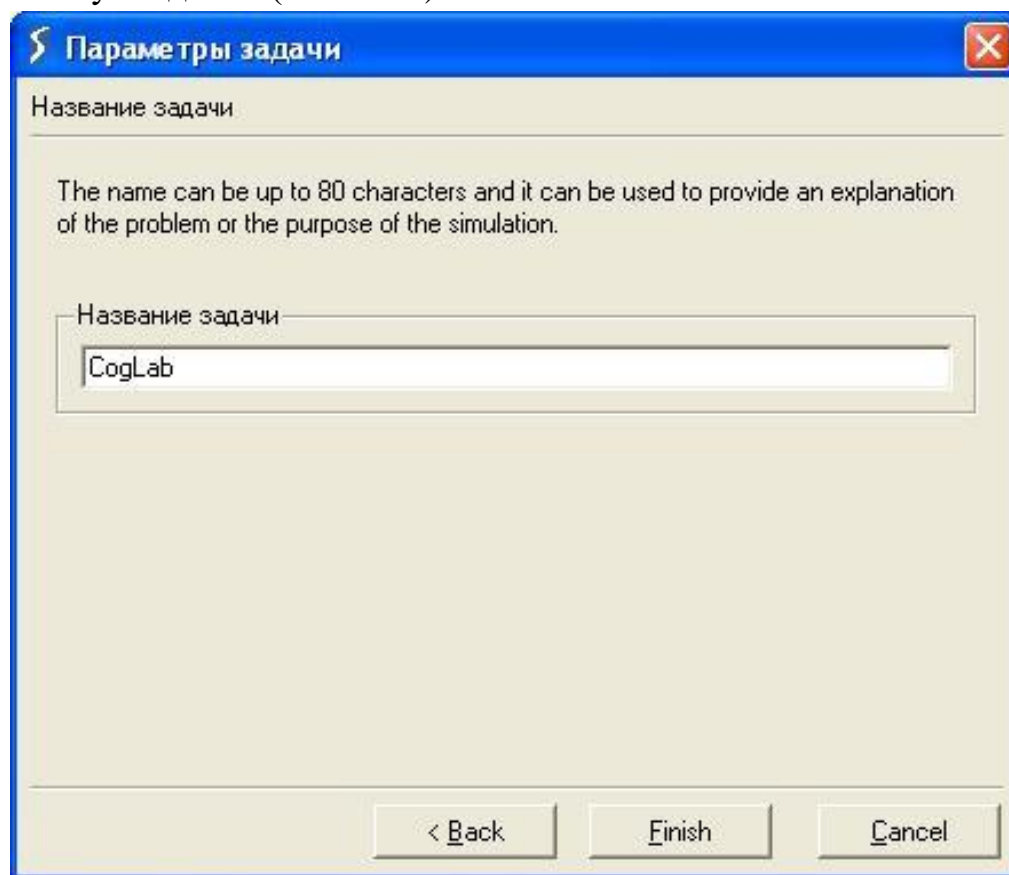 Параметры задачи
Название задачи
The name can be up to 80 characters and it can be used to provide an explanation
of the problem or the purpose of the simulation.
Название задачи
CogLab
< Back Finish Cancel